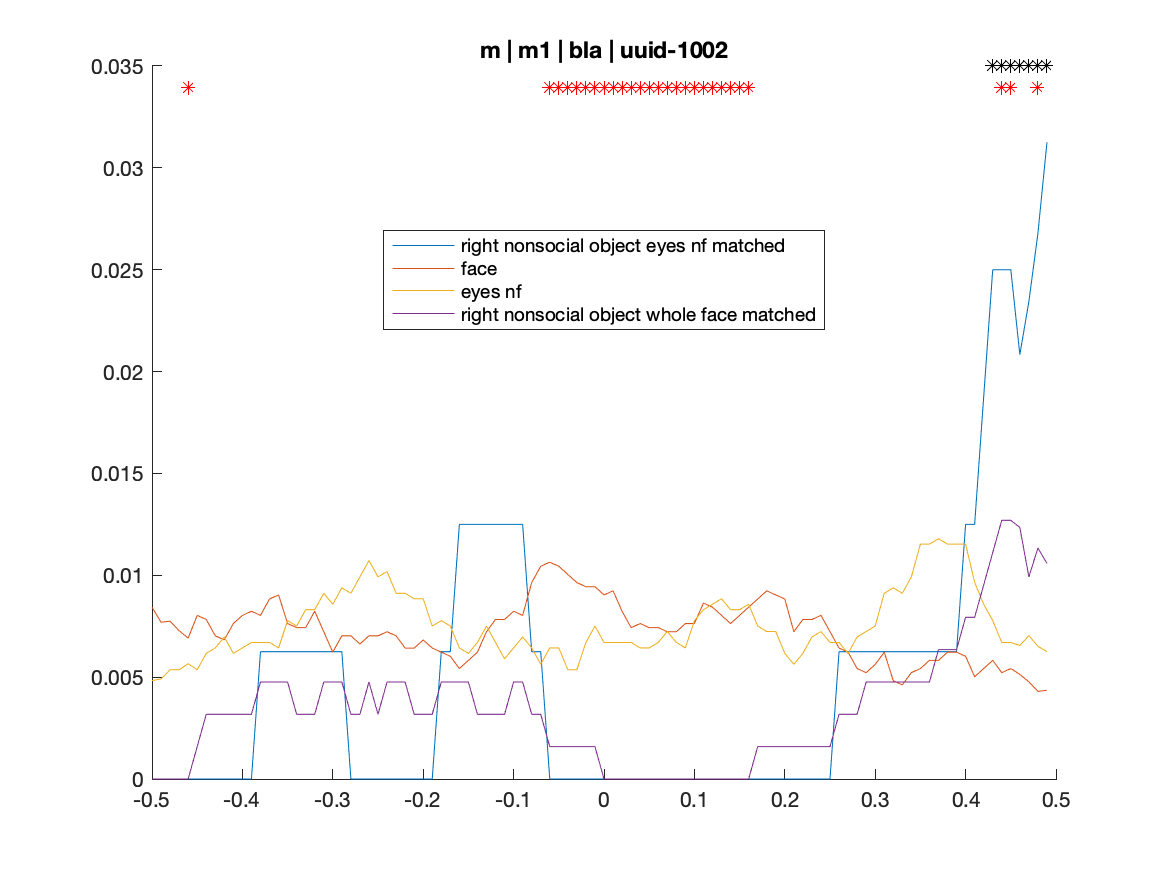 m | m1 | bla | uuid-1002
0.035
0.03
0.025
0.02
0.015
0.01
0.005
0
right nonsocial object eyes nf matched
face
eyes nf
right nonsocial object whole face matched
-0.5 -0.4 -0.3 -0.2 -0.1 0 0.1 0.2 0.3 0.4 0.5